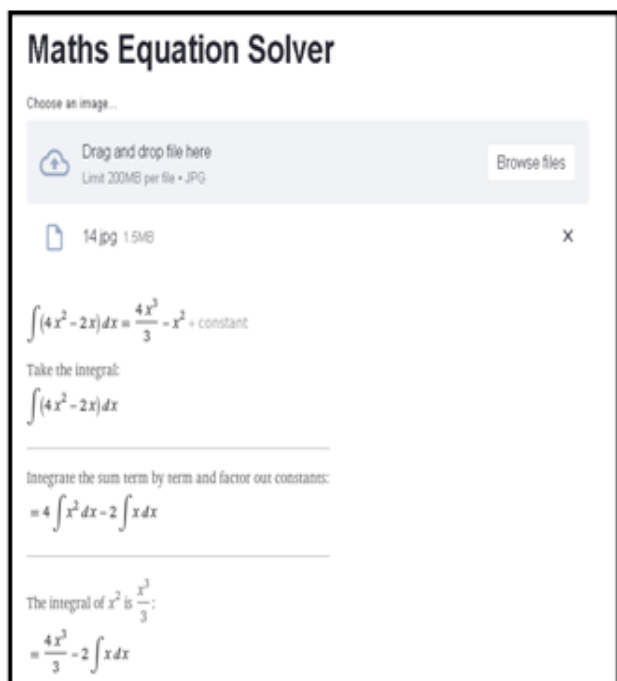 Maths Equation Solver
Choose an image...
Drag and drop file here
Limit 200MB per file • JPG
Browse files
14.jpg 1.5MB X
∫(4x² - 2x) dx = 4x³/3 - x² + constant
Take the integral:
∫(4x² - 2x) dx
Integrate the sum term by term and factor out constants:
= 4 ∫x² dx - 2 ∫x dx
The integral of x² is x³/3:
= 4x³/3 - 2 ∫x dx